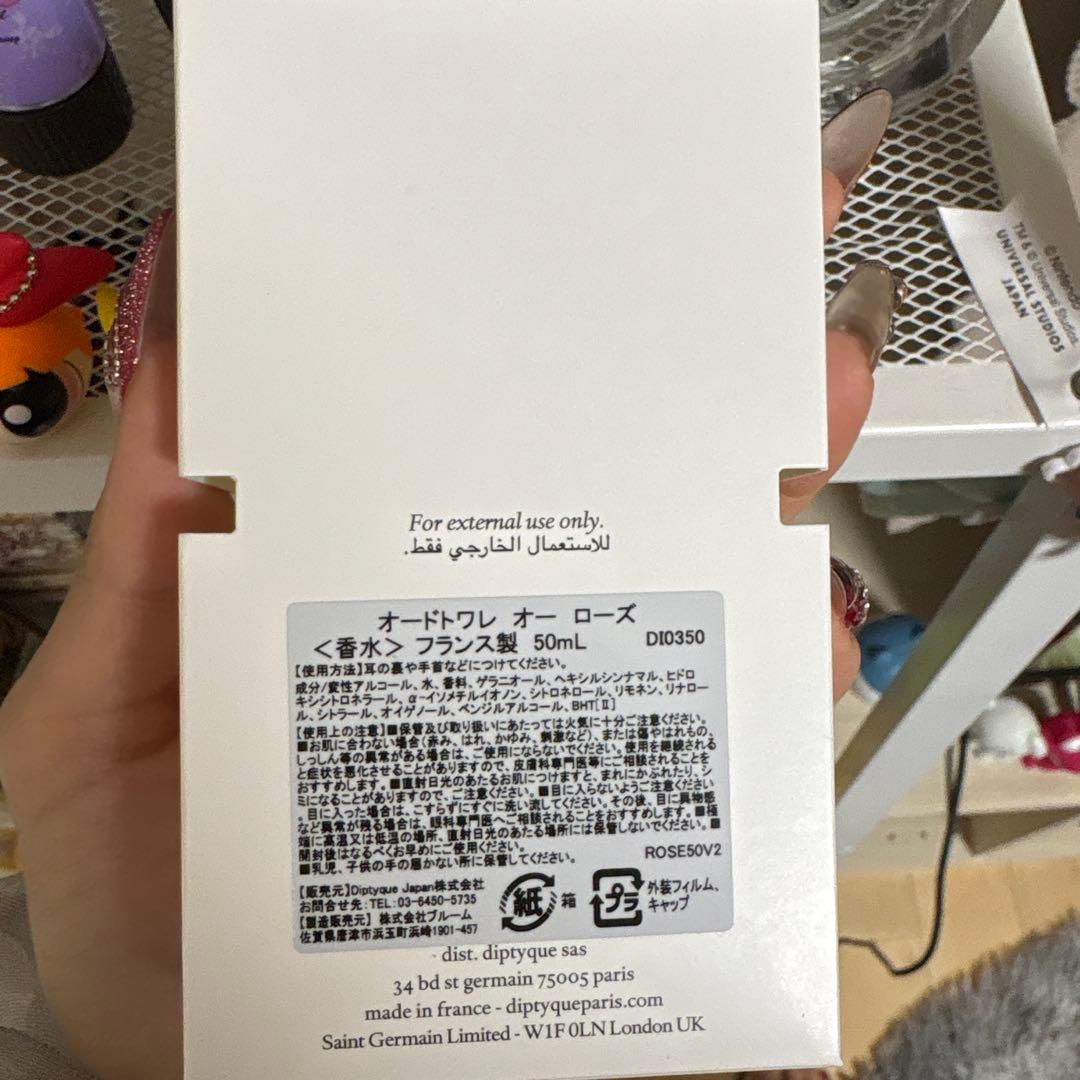 © Nintendo
TM & © Universal Studios.
UNIVERSAL STUDIOS
JAPAN
For external use only.
للاستعمال الخارجي فقط.
オードトワレ オー ローズ
＜香水＞ フランス製 50mL DI0350
【使用方法】耳の裏や手首などにつけてください。
成分/変性アルコール、水、香料、ゲラニオール、ヘキシルシンナマル、ヒドロ
キシシトロネラール、α-イソメチルイオノン、シトロネロール、リモネン、リナロー
ル、シトラール、オイゲノール、ベンジルアルコール、BHT[Ⅱ]
【使用上の注意】■保管及び取り扱いにあたっては火気に十分ご注意ください。
■お肌に合わない場合(赤み、はれ、かゆみ、刺激など)、または傷やはれもの、
しっしん等の異常がある場合は、ご使用にならないでください。使用を継続される
と症状を悪化させることがありますので、皮膚科専門医等にご相談されることを
おすすめします。■直射日光のあたるお肌につけますと、まれにかぶれたり、シ
ミになることがありますので、ご注意ください。■目に入らないようご注意ください
。目に入った場合は、こすらずにすぐに洗い流してください。その後、目に異物感
など異常が残る場合は、眼科専門医へご相談されることをおすすめします。■極
端に高温又は低温の場所、直射日光のあたる場所には保管しないでください。■
開封後はなるべくお早めにご使用ください。
■乳児、子供の手の届かない所に保管してください。
ROSE50V2
【販売元】Diptyque Japan株式会社
お問合せ先：TEL：03-6450-5735
【製造販売元】 株式会社ブルーム
佐賀県唐津市浜玉町浜崎1901-457
紙 箱
プラ 外装フィルム、
キャップ
dist. diptyque sas
34 bd st germain 75005 paris
made in france - diptyqueparis.com
Saint Germain Limited - W1F 0LN London UK